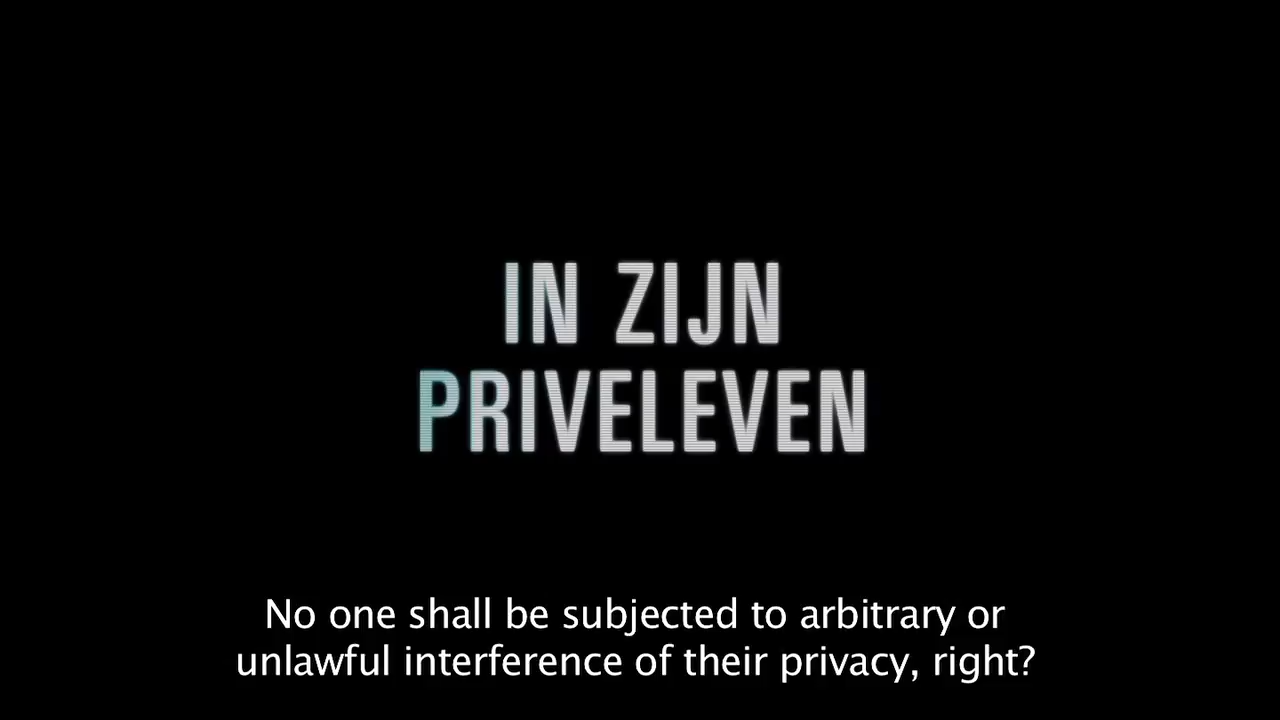 IN ZIJN
PRIVELEVEN
No one shall be subjected to arbitrary or
unlawful interference of their privacy, right?